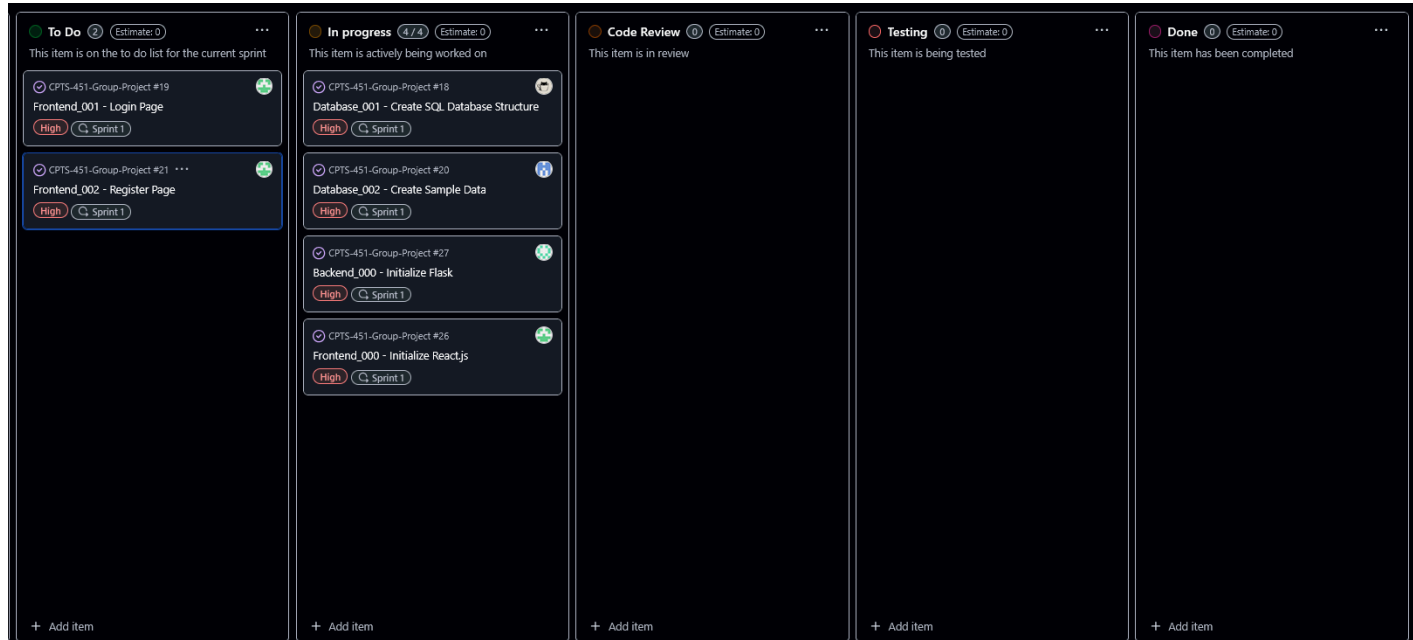 To Do 2 Estimate: 0 ...
This item is on the to do list for the current sprint
CPTS-451-Group-Project #19
Frontend_001 - Login Page
High Sprint 1
CPTS-451-Group-Project #21 ...
Frontend_002 - Register Page
High Sprint 1
+ Add item
In progress 4 / 4 Estimate: 0 ...
This item is actively being worked on
CPTS-451-Group-Project #18
Database_001 - Create SQL Database Structure
High Sprint 1
CPTS-451-Group-Project #20
Database_002 - Create Sample Data
High Sprint 1
CPTS-451-Group-Project #27
Backend_000 - Initialize Flask
High Sprint 1
CPTS-451-Group-Project #26
Frontend_000 - Initialize React.js
High Sprint 1
+ Add item
Code Review 0 Estimate: 0 ...
This item is in review
+ Add item
Testing 0 Estimate: 0 ...
This item is being tested
+ Add item
Done 0 Estimate: 0 ...
This item has been completed
+ Add item